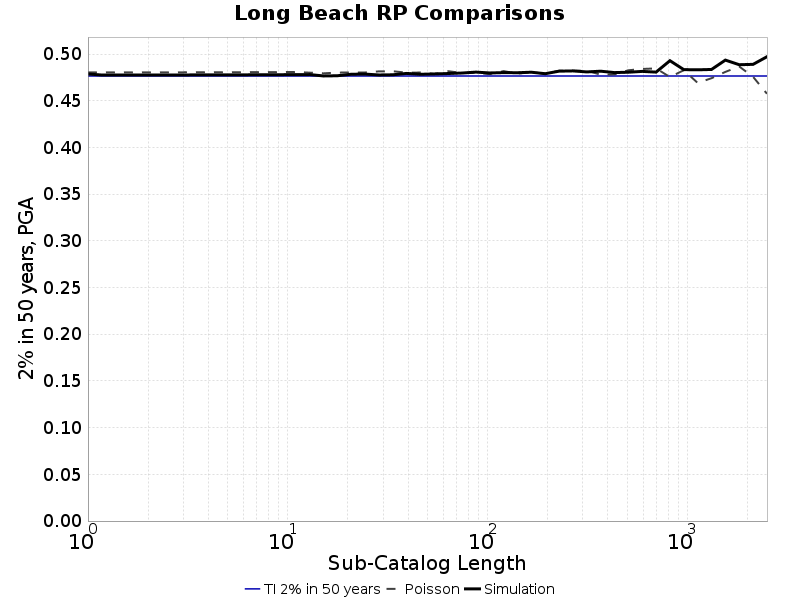 Long Beach RP Comparisons
2% in 50 years, PGA
0.50
0.45
0.40
0.35
0.30
0.25
0.20
0.15
0.10
0.05
0.00
10^0 10^1 10^2 10^3
Sub-Catalog Length
TI 2% in 50 years Poisson Simulation